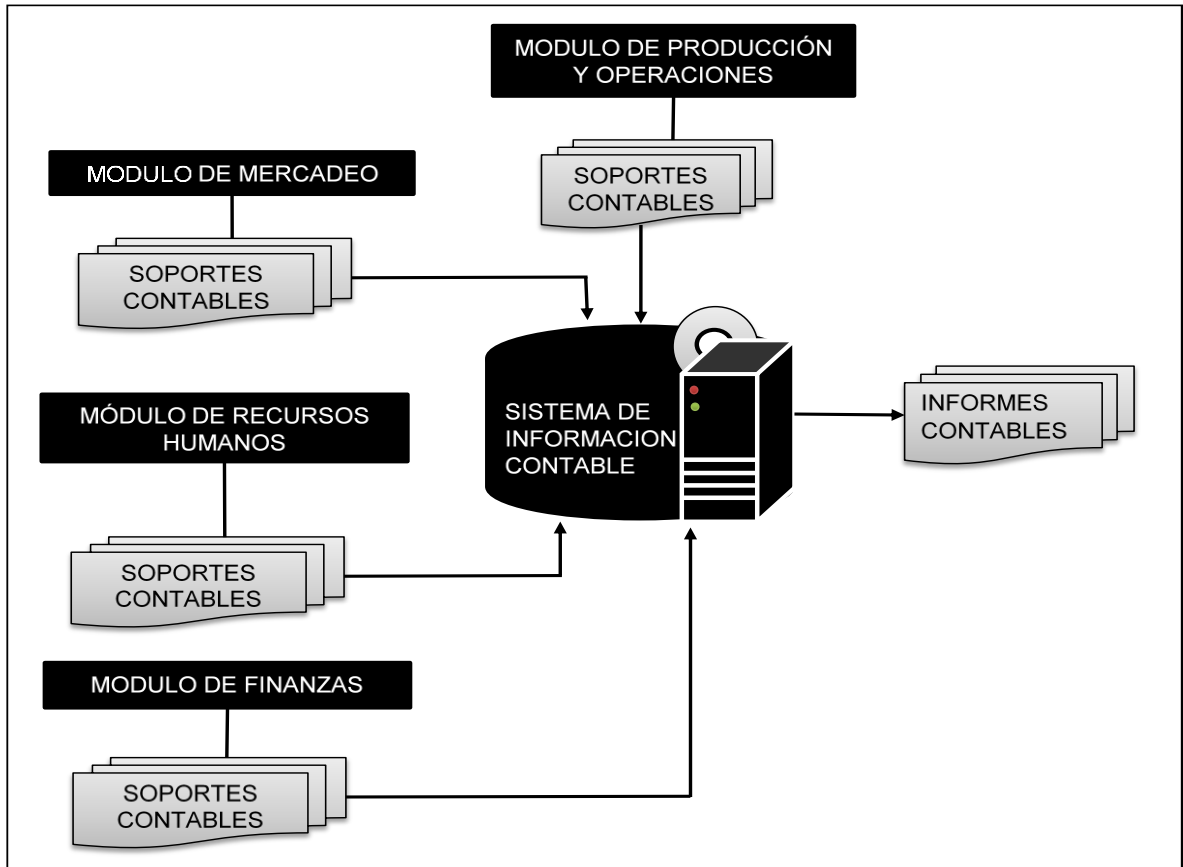 MODULO DE PRODUCCIÓN
Y OPERACIONES
SOPORTES
CONTABLES
MODULO DE MERCADEO
SOPORTES
CONTABLES
MÓDULO DE RECURSOS
HUMANOS
SOPORTES
CONTABLES
MODULO DE FINANZAS
SOPORTES
CONTABLES
SISTEMA DE
INFORMACION
CONTABLE
INFORMES
CONTABLES